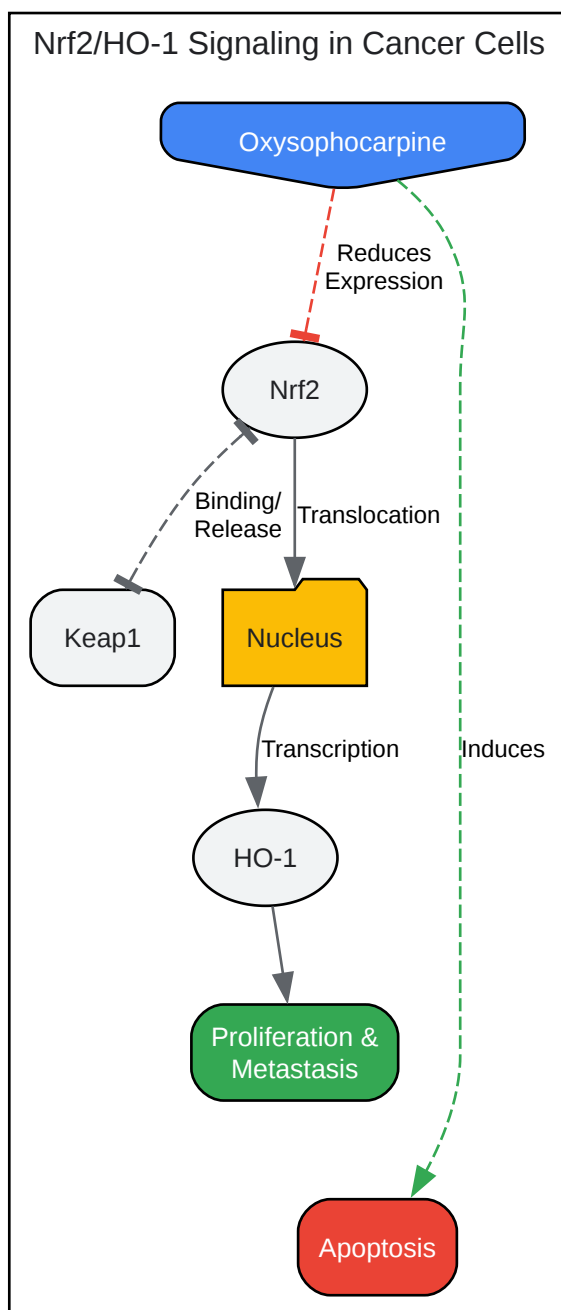 Nrf2/HO-1 Signaling in Cancer Cells
Oxysophocarpine
Reduces
Expression
Nrf2
Binding/
Release
Translocation
Keap1
Nucleus
Transcription
Induces
HO-1
Proliferation &
Metastasis
Apoptosis